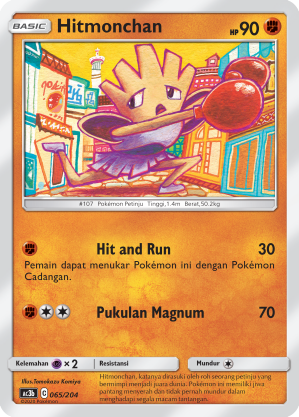 BASIC Hitmonchan HP90
#107 Pokémon Petinju Tinggi,1.4m Berat,50.2kg
Hit and Run 30
Pemain dapat menukar Pokémon ini dengan Pokémon
Cadangan.
Pukulan Magnum 70
Kelemahan ×2 Resistansi Mundur
Illus.Tomokazu Komiya
Hitmonchan, katanya dirasuki oleh roh seorang petinju yang
bertujuan menjadi juara dunia. Pokémon ini memiliki jiwa
pantang menyerah dan tidak akan mundur dalam
menghadapi segala macam tantangan.
ac3b C 065/204